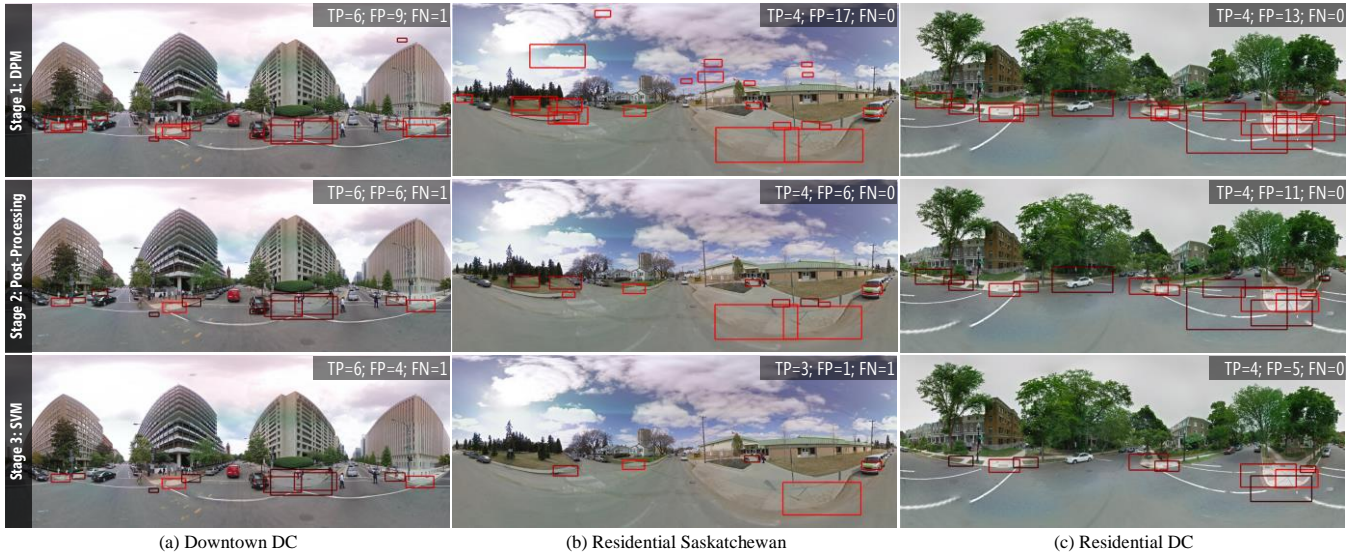 Stage 1: DPM
TP=6; FP=9; FN=1
TP=4; FP=17; FN=0
TP=4; FP=13; FN=0
Stage 2: Post-Processing
TP=6; FP=6; FN=1
TP=4; FP=6; FN=0
TP=4; FP=11; FN=0
Stage 3: SVM
TP=6; FP=4; FN=1
TP=3; FP=1; FN=1
TP=4; FP=5; FN=0
(a) Downtown DC
(b) Residential Saskatchewan
(c) Residential DC